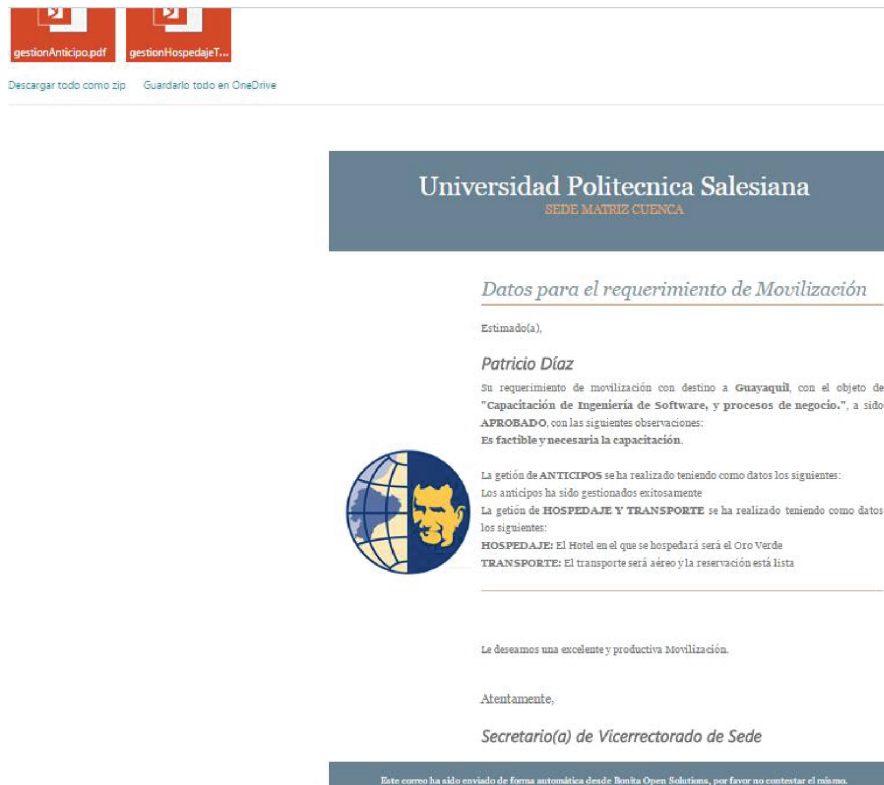 gestionAnticipo.pdf gestionHospedajeT...
Descargar todo como zip Guardarlo todo en OneDrive
Universidad Politecnica Salesiana
SEDE MATRIZ CUENCA
Datos para el requerimiento de Movilización
Estimado(a),
Patricio Díaz
Su requerimiento de movilización con destino a Guayaquil, con el objeto de
"Capacitación de Ingeniería de Software, y procesos de negocio.", a sido
APROBADO, con las siguientes observaciones:
Es factible y necesaria la capacitación.
La getión de ANTICIPOS se ha realizado teniendo como datos los siguientes:
Los anticipos ha sido gestionados exitosamente
La getión de HOSPEDAJE Y TRANSPORTE se ha realizado teniendo como datos
los siguientes:
HOSPEDAJE: El Hotel en el que se hospedará será el Oro Verde
TRANSPORTE: El transporte será aéreo y la reservación está lista
Le deseamos una excelente y productiva Movilización.
Atentamente,
Secretario(a) de Vicerrectorado de Sede
Este correo ha sido enviado de forma automática desde Bonita Open Solutions, por favor no contestar el mismo.